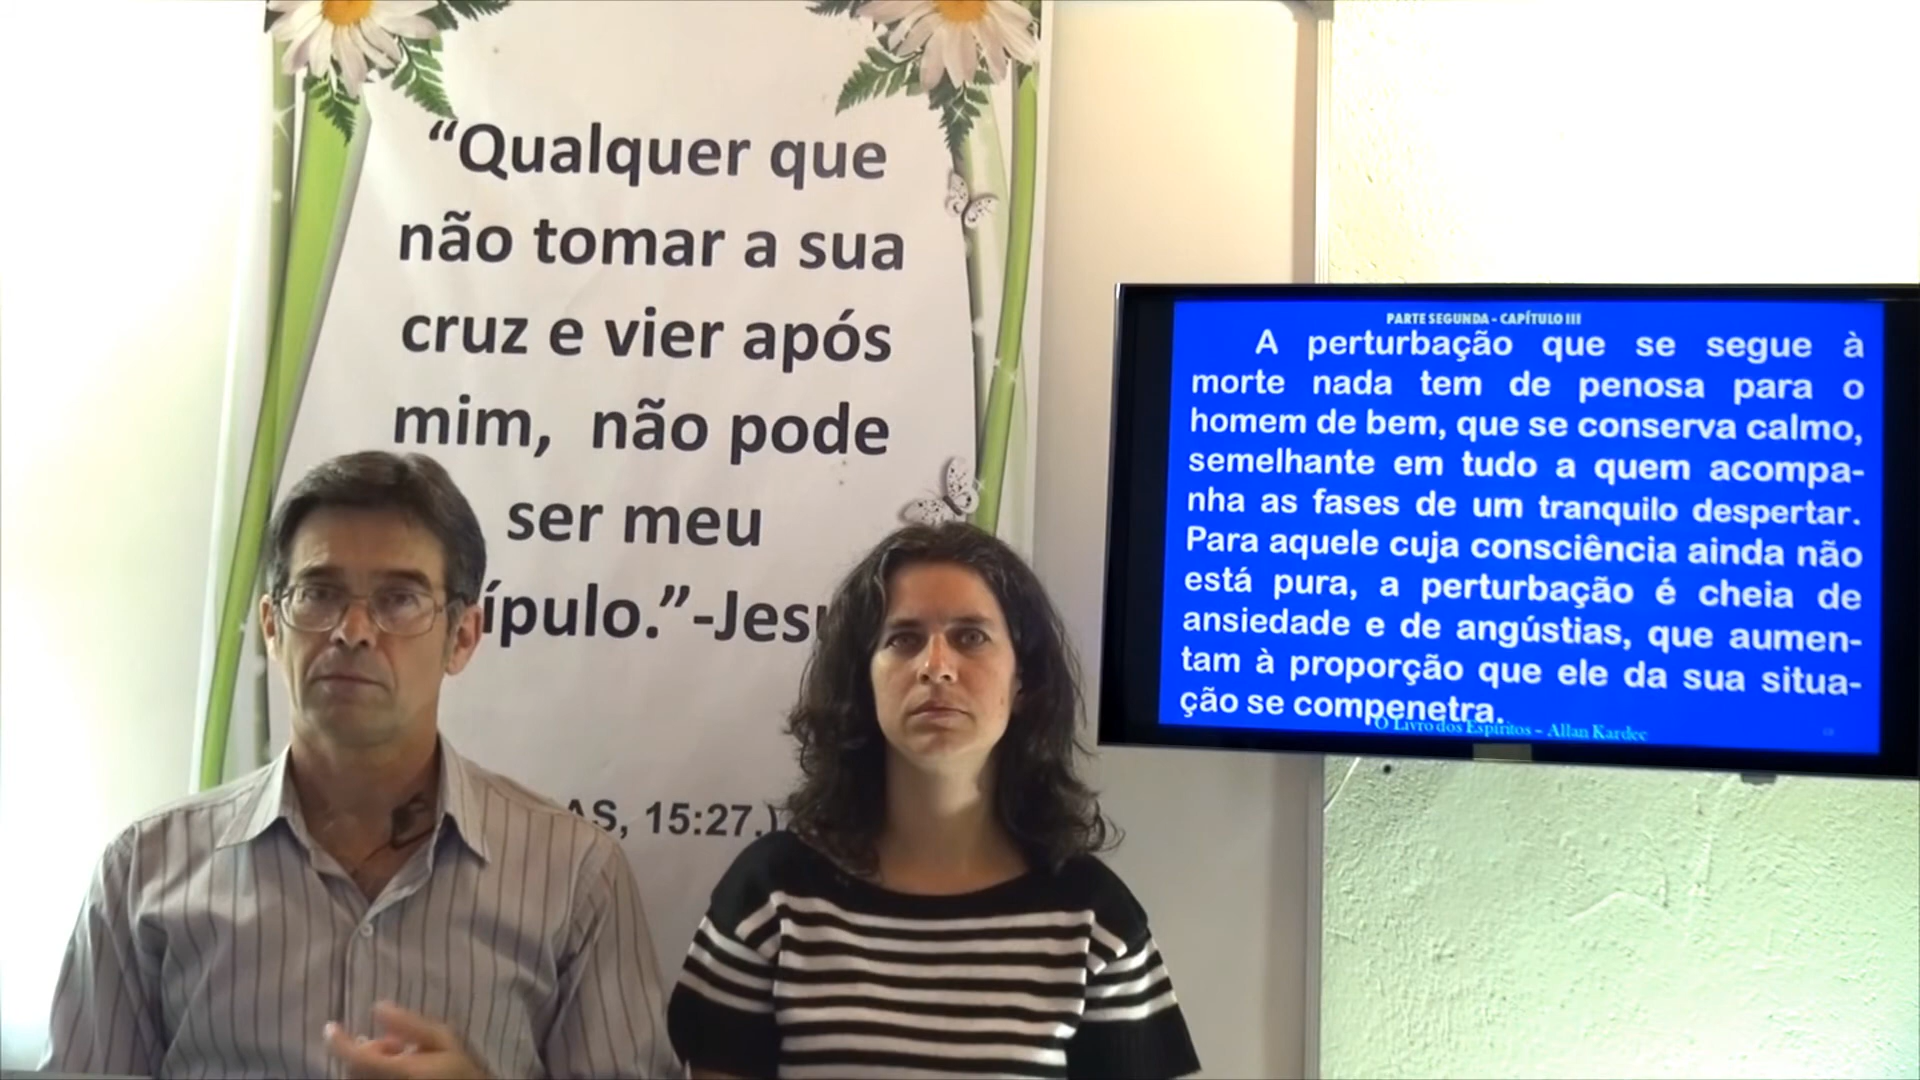 “Qualquer que
não tomar a sua
cruz e vier após
mim, não pode
ser meu
ípulo.”-Jesu
AS, 15:27.)
PARTE SEGUNDA - CAPÍTULO III
A perturbação que se segue à
morte nada tem de penosa para o
homem de bem, que se conserva calmo,
semelhante em tudo a quem acompa-
nha as fases de um tranquilo despertar.
Para aquele cuja consciência ainda não
está pura, a perturbação é cheia de
ansiedade e de angústias, que aumen-
tam à proporção que ele da sua situa-
ção se compenetra.
O Livro dos Espíritos – Allan Kardec